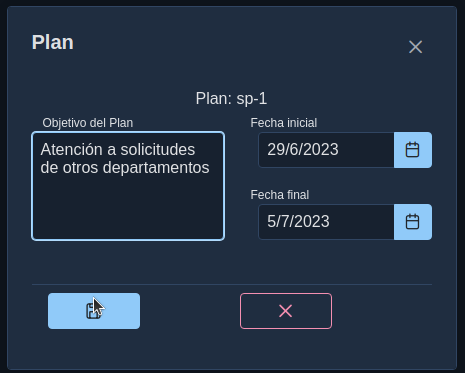 Plan
Plan: sp-1
Objetivo del Plan
Atención a solicitudes
de otros departamentos
Fecha inicial
29/6/2023
Fecha final
5/7/2023